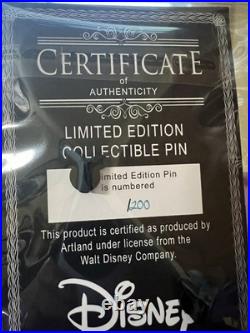 CERTIFICATE
of
AUTHENTICITY
LIMITED EDITION
COLLECTIBLE PIN
imited Edition Pin
is numbered
/200
This product is certified as produced by
Artland under license from the
Walt Disney Company.
Disney